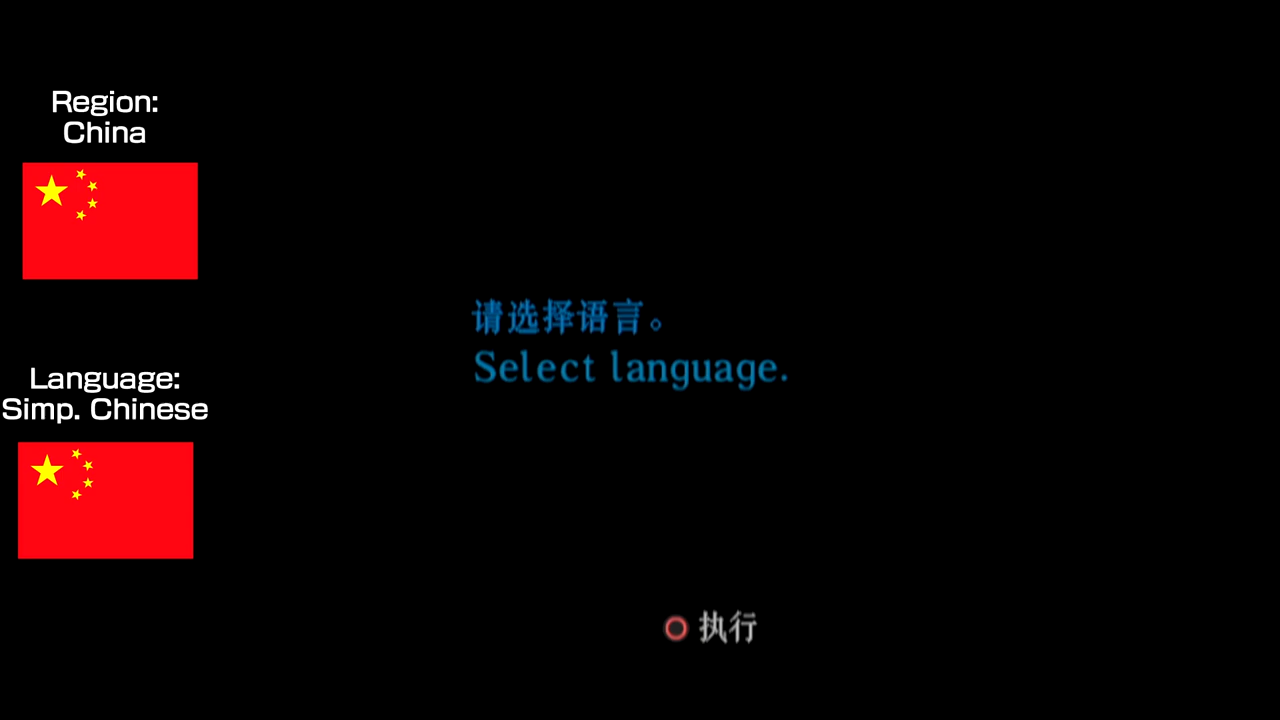 Region:
China
Language:
Simp. Chinese
请选择语言。
Select language.
执行